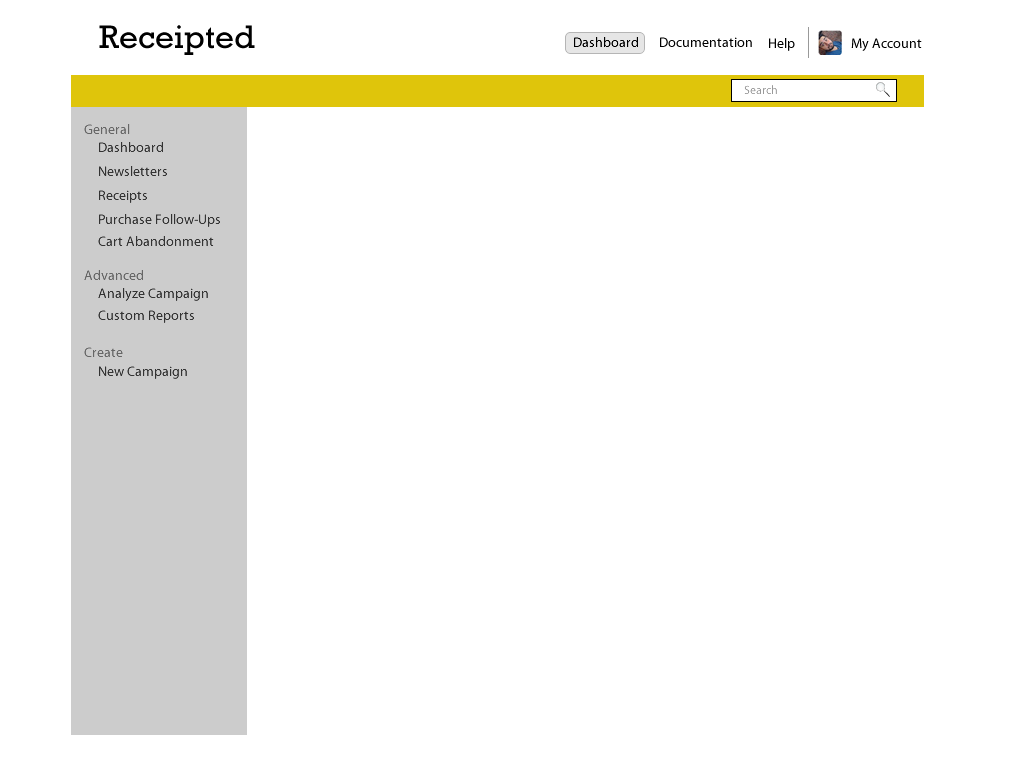 Receipted
Dashboard Documentation Help My Account
Search
General
Dashboard
Newsletters
Receipts
Purchase Follow-Ups
Cart Abandonment
Advanced
Analyze Campaign
Custom Reports
Create
New Campaign